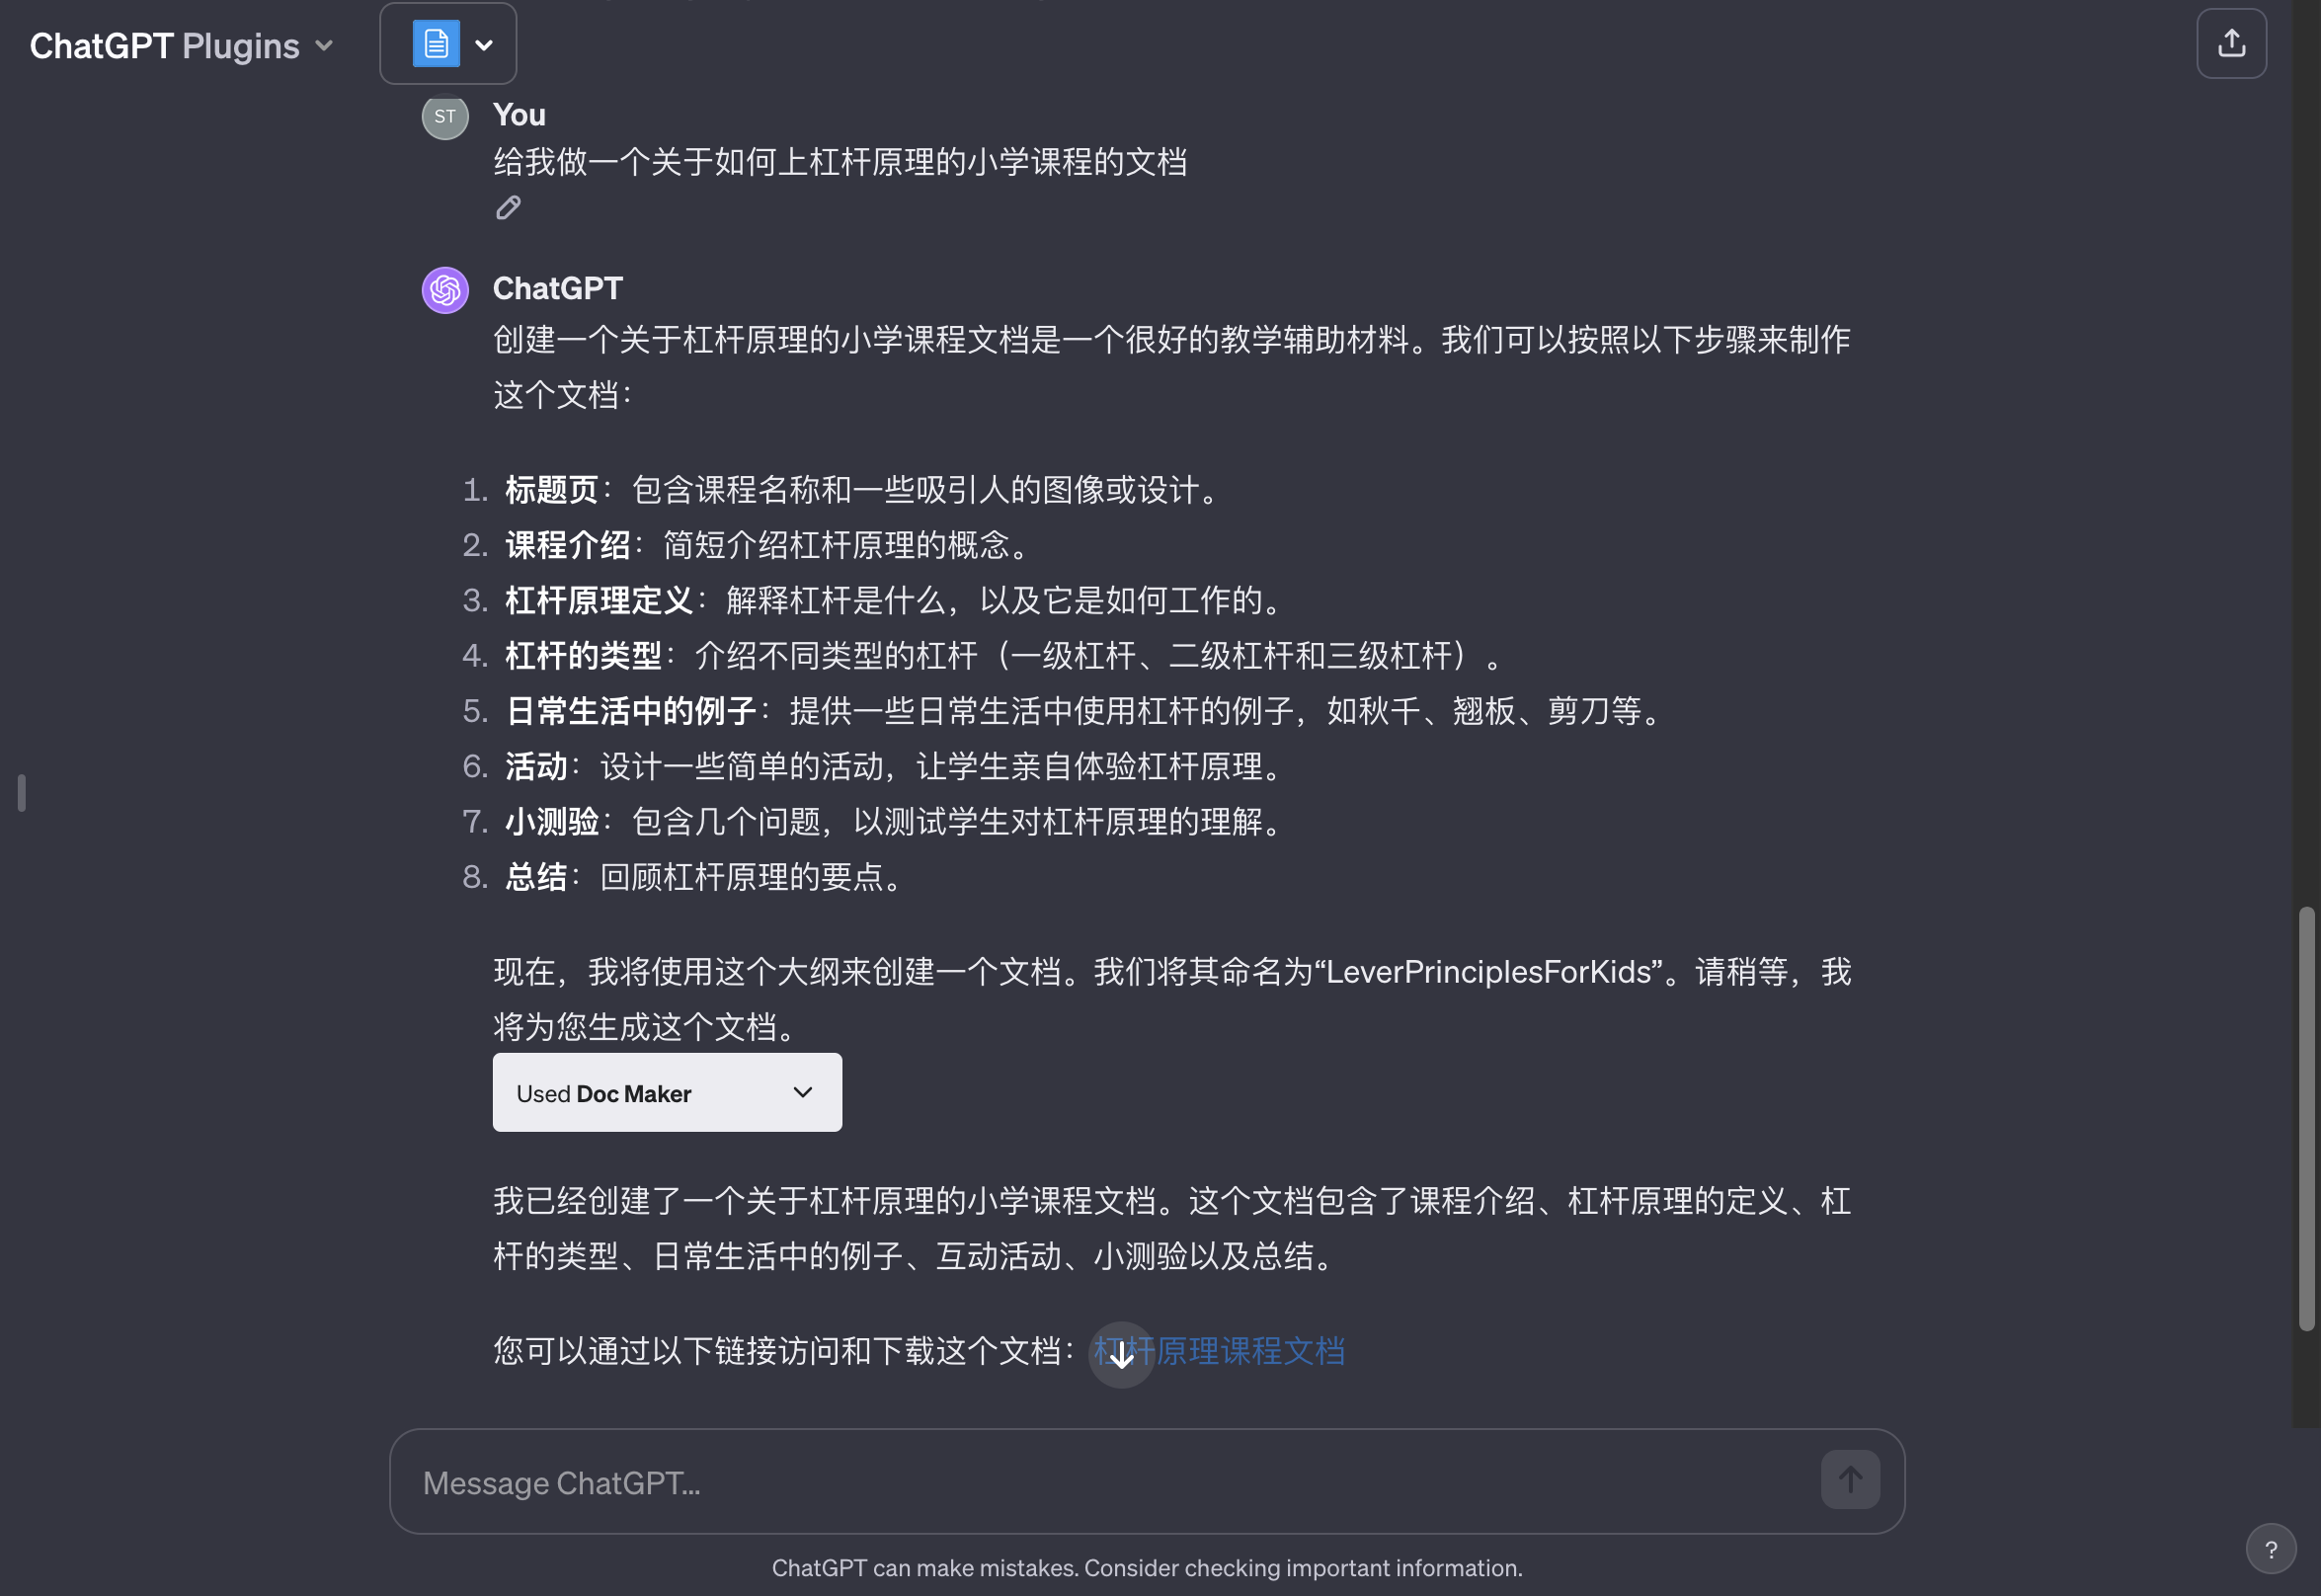 ChatGPT Plugins
ST
You
给我做一个关于如何上杠杆原理的小学课程的文档
ChatGPT
创建一个关于杠杆原理的小学课程文档是一个很好的教学辅助材料。我们可以按照以下步骤来制作
这个文档：
1. 标题页：包含课程名称和一些吸引人的图像或设计。
2. 课程介绍：简短介绍杠杆原理的概念。
3. 杠杆原理定义：解释杠杆是什么，以及它是如何工作的。
4. 杠杆的类型：介绍不同类型的杠杆（一级杠杆、二级杠杆和三级杠杆）。
5. 日常生活中的例子：提供一些日常生活中使用杠杆的例子，如秋千、翘板、剪刀等。
6. 活动：设计一些简单的活动，让学生亲自体验杠杆原理。
7. 小测验：包含几个问题，以测试学生对杠杆原理的理解。
8. 总结：回顾杠杆原理的要点。
现在，我将使用这个大纲来创建一个文档。我们将其命名为“LeverPrinciplesForKids”。请稍等，我
将为您生成这个文档。
Used Doc Maker
我已经创建了一个关于杠杆原理的小学课程文档。这个文档包含了课程介绍、杠杆原理的定义、杠
杆的类型、日常生活中的例子、互动活动、小测验以及总结。
您可以通过以下链接访问和下载这个文档：杠杆原理课程文档
Message ChatGPT...
ChatGPT can make mistakes. Consider checking important information.
?